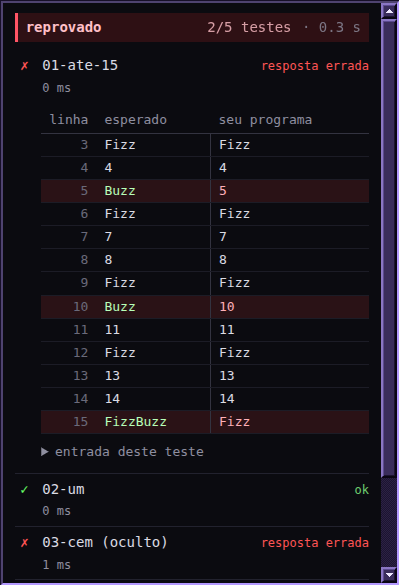 reprovado 2/5 testes · 0.3 s
✗ 01-ate-15 resposta errada
0 ms
linha esperado seu programa
3 Fizz Fizz
4 4 4
5 Buzz 5
6 Fizz Fizz
7 7 7
8 8 8
9 Fizz Fizz
10 Buzz 10
11 11 11
12 Fizz Fizz
13 13 13
14 14 14
15 FizzBuzz Fizz
▶ entrada deste teste
✓ 02-um ok
0 ms
✗ 03-cem (oculto) resposta errada
1 ms